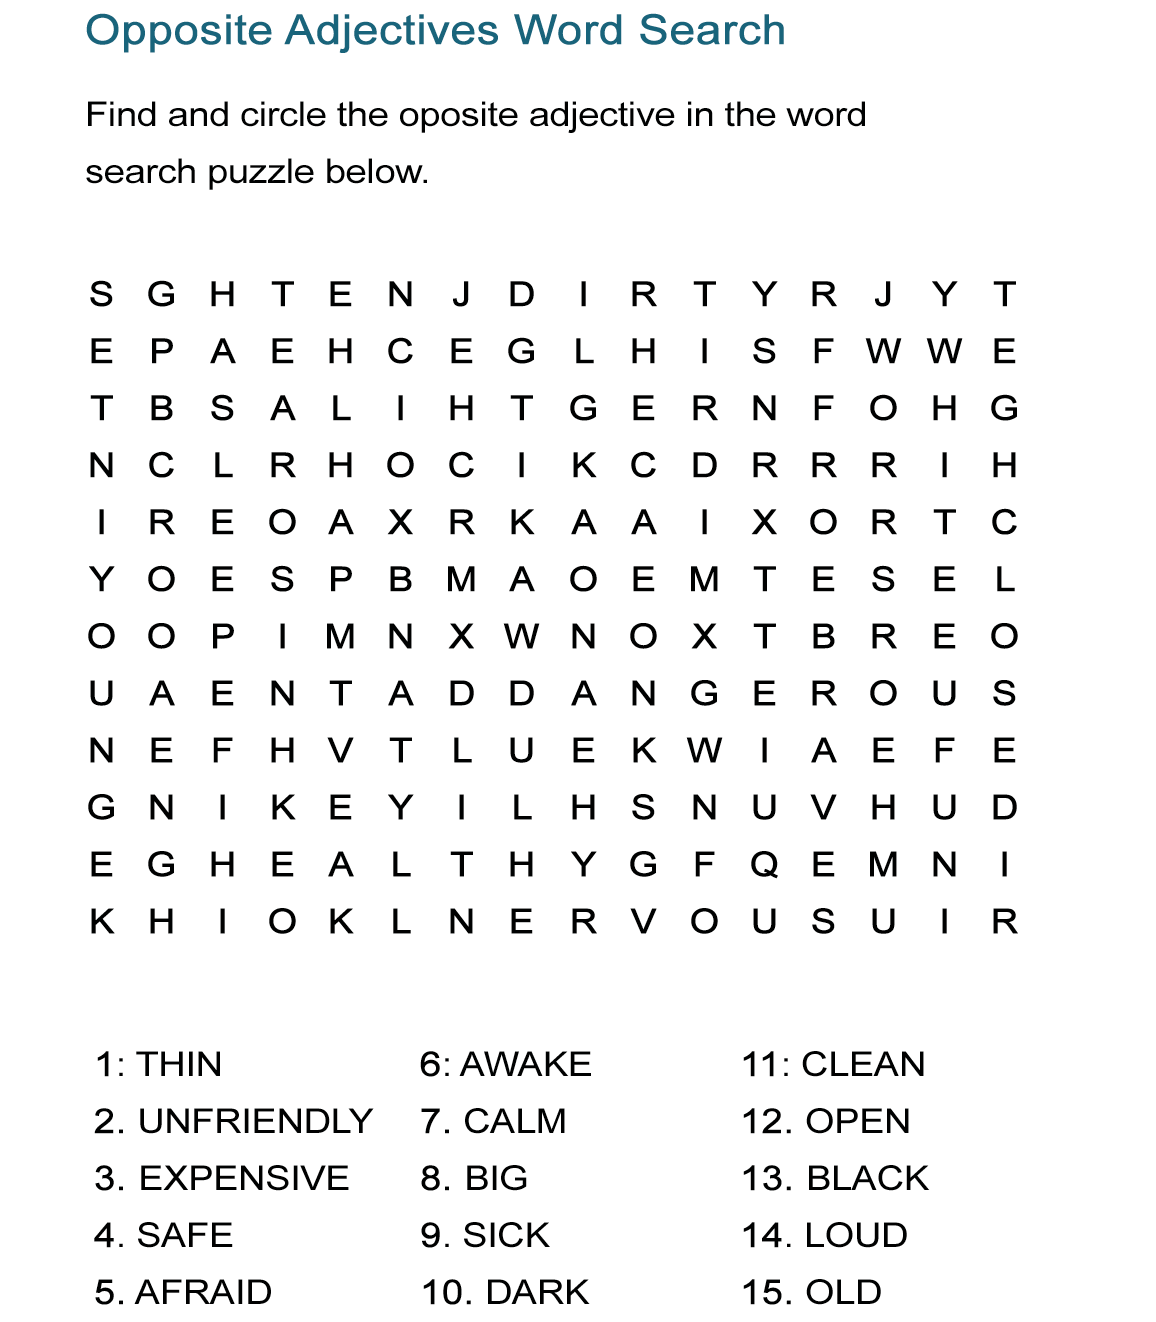 Opposite Adjectives Word Search
Find and circle the oposite adjective in the word
search puzzle below.
S G H T E N J D I R T Y R J Y T
E P A E H C E G L H I S F W W E
T B S A L I H T G E R N F O H G
N C L R H O C I K C D R R R I H
I R E O A X R K A A I X O R T C
Y O E S P B M A O E M T E S E L
O O P I M N X W N O X T B R E O
U A E N T A D D A N G E R O U S
N E F H V T L U E K W I A E F E
G N I K E Y I L H S N U V H U D
E G H E A L T H Y G F Q E M N I
K H I O K L N E R V O U S U I R
1: THIN 6: AWAKE 11: CLEAN
2. UNFRIENDLY 7. CALM 12. OPEN
3. EXPENSIVE 8. BIG 13. BLACK
4. SAFE 9. SICK 14. LOUD
5. AFRAID 10. DARK 15. OLD